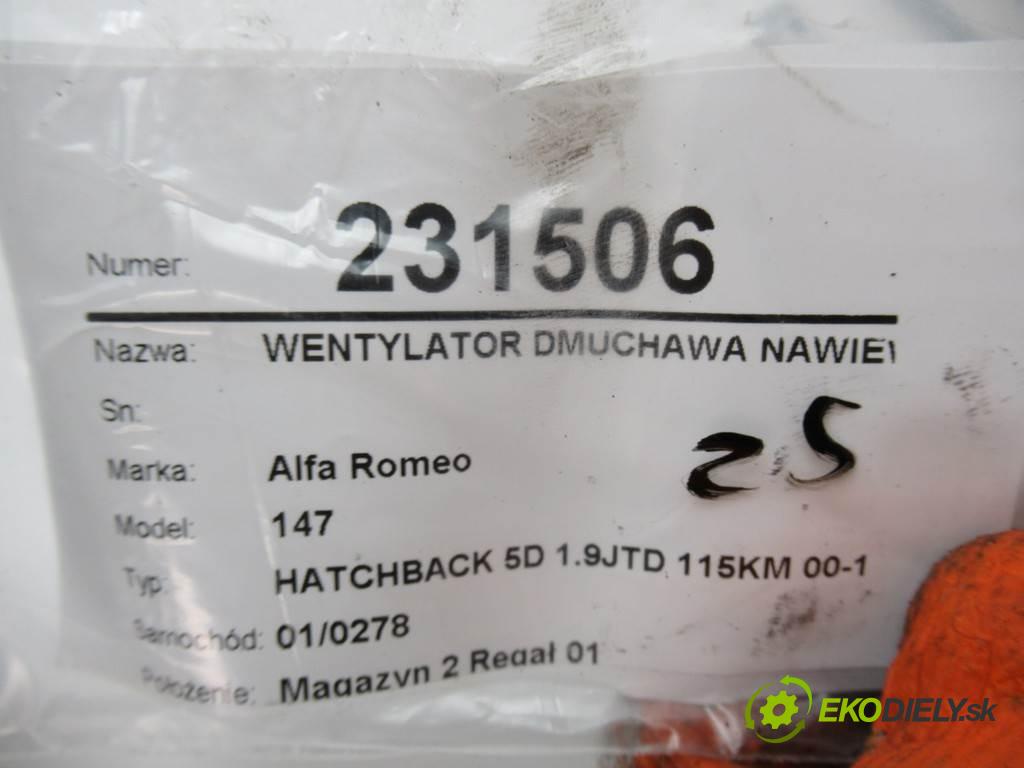 Numer: 231506
Nazwa: WENTYLATOR DMUCHAWA
Sn:
25
Marka: Alfa Romeo
Model: 147
Typ: HATCHBACK 5D 1.9JTD 115KM 00-1
Samochód: 01/0278
Położenie: Magazyn 2 Regał 01
EKODIELY.sk